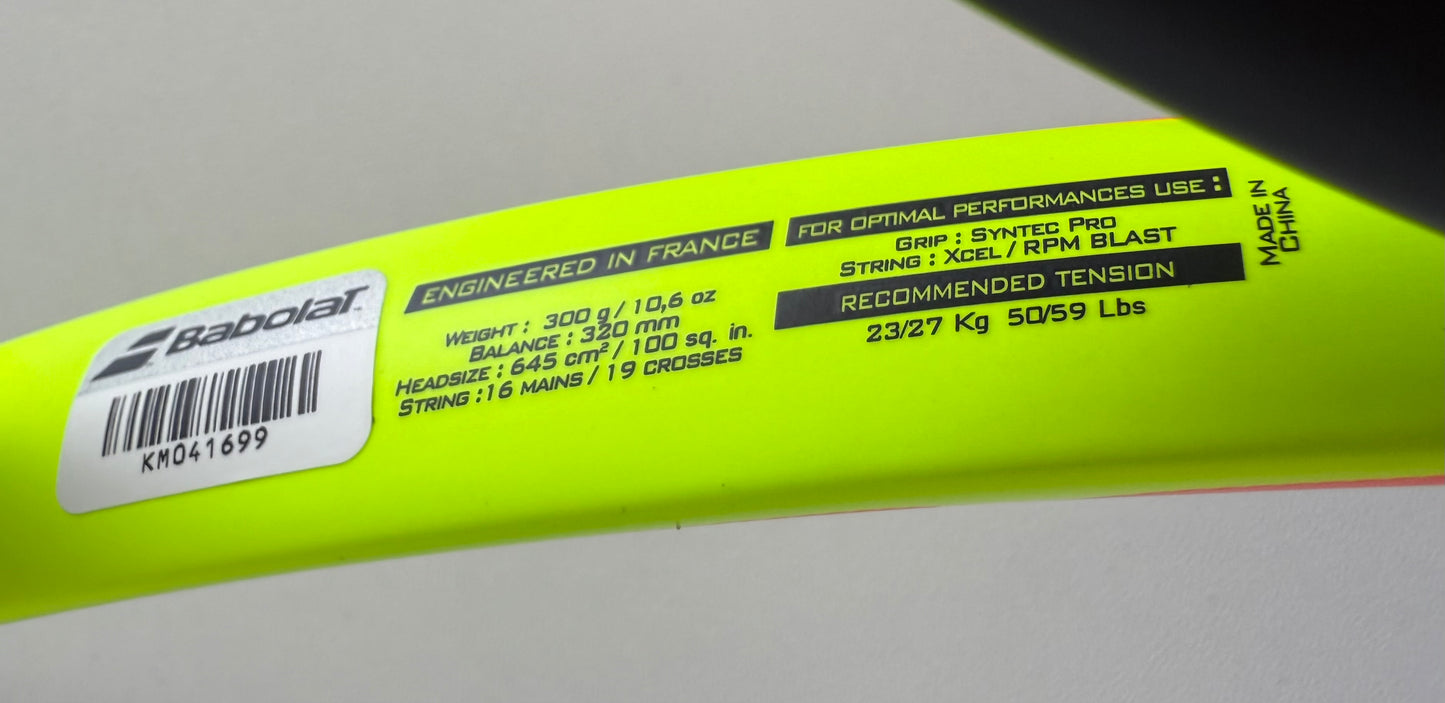 Babolat
KM041699
ENGINEERED IN FRANCE
WEIGHT : 300 g / 10,6 oz
BALANCE : 320 mm
HEADSIZE : 645 cm² / 100 sq. in.
STRING :16 MAINS / 19 CROSSES
FOR OPTIMAL PERFORMANCES USE :
GRIP : SYNTEC PRO
STRING : XCEL / RPM BLAST
RECOMMENDED TENSION
23/27 Kg 50/59 Lbs
MADE IN
CHINA